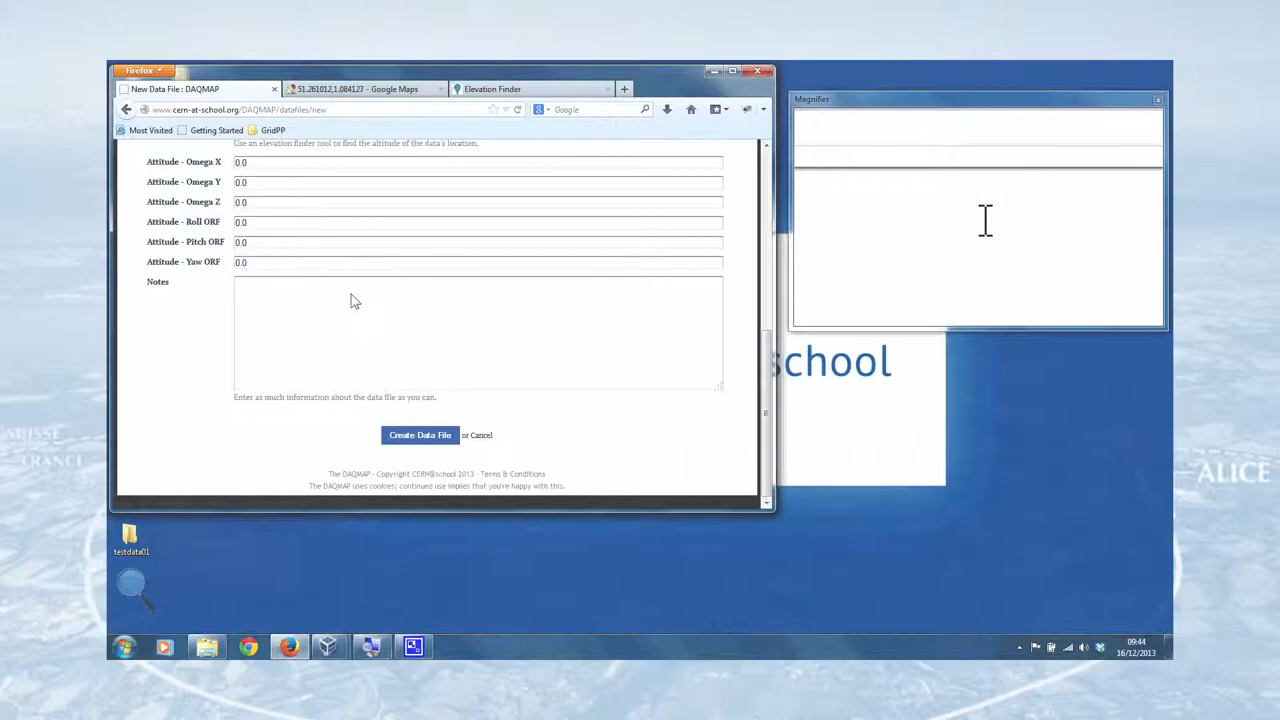 Firefox
New Data File : DAQMAP
51.261012,1.084127 - Google Maps
Elevation Finder
www.cern-at-school.org/DAQMAP/datafiles/new
Google
Most Visited
Getting Started
GridPP
Use an elevation finder tool to find the altitude of the data's location.
Attitude - Omega X
0.0
Attitude - Omega Y
0.0
Attitude - Omega Z
0.0
Attitude - Roll ORF
0.0
Attitude - Pitch ORF
0.0
Attitude - Yaw ORF
0.0
Notes
Enter as much information about the data file as you can.
Create Data File or Cancel
The DAQMAP - Copyright CERN@school 2013 - Terms & Conditions
The DAQMAP uses cookies; continued use implies that you're happy with this.
Magnifier
school
testdata01
09:44
16/12/2013
SUISSE
FRANCE
ALICE